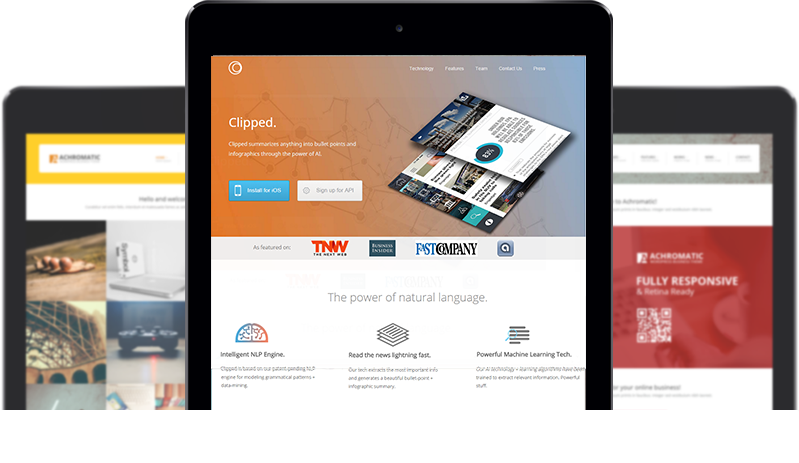 Technology Features Team Contact Us Press
Clipped.
Clipped summarizes anything into bullet points and
infographics through the power of AI.
Install for iOS
Sign up for API
83%
As featured on:
TNW
THE NEXT WEB
BUSINESS
INSIDER
FAST COMPANY
The power of natural language.
Intelligent NLP Engine.
Clipped is based on our patent-pending NLP
engine for modeling grammatical patterns +
data-mining.
Read the news lightning fast.
Our tech extracts the most important info
and generates a beautiful bullet-point +
infographic summary.
Powerful Machine Learning Tech.
Our AI technology + learning algorithms have been
trained to extract relevant information. Powerful
stuff.
ACHROMATIC
Hello and welco
Symbol
to Achromatic!
ACHROMATIC
FULLY RESPONSIVE
& Retina Ready
er your online business!